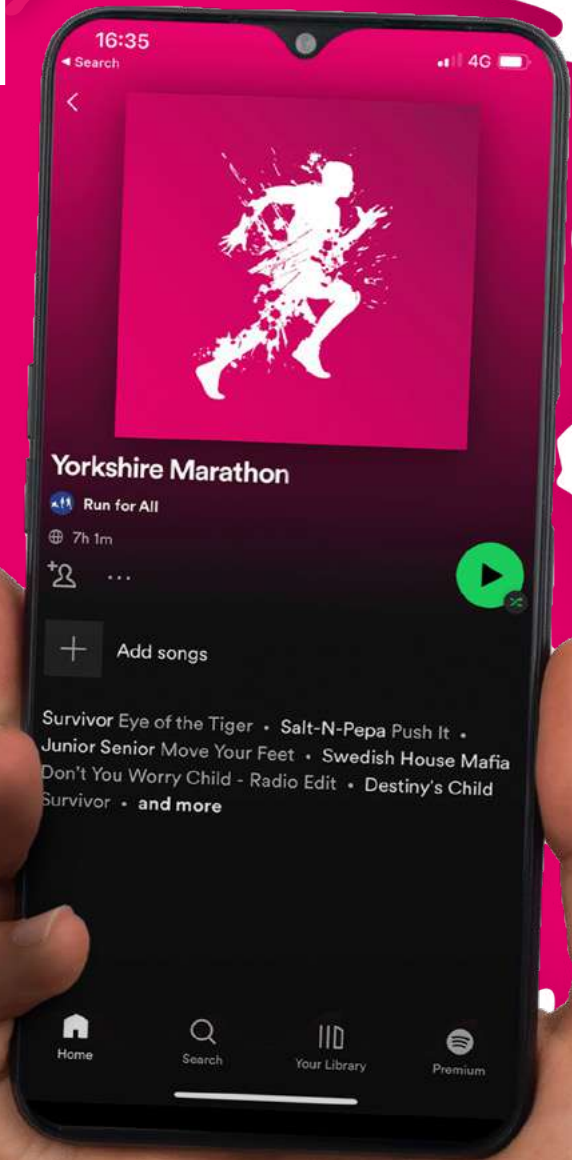 16:35
Search
4G
Yorkshire Marathon
Run for All
7h 1m
Add songs
Survivor Eye of the Tiger • Salt-N-Pepa Push It •
Junior Senior Move Your Feet • Swedish House Mafia
Don't You Worry Child - Radio Edit • Destiny's Child
Survivor • and more
Home
Search
Your Library
Premium